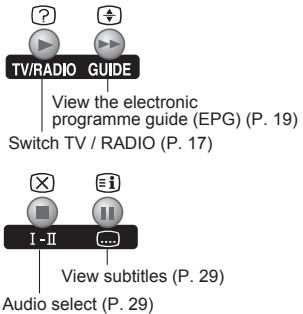 TV/RADIO GUIDE
View the electronic
programme guide (EPG) (P. 19)
Switch TV / RADIO (P. 17)
I-II
View subtitles (P. 29)
Audio select (P. 29)